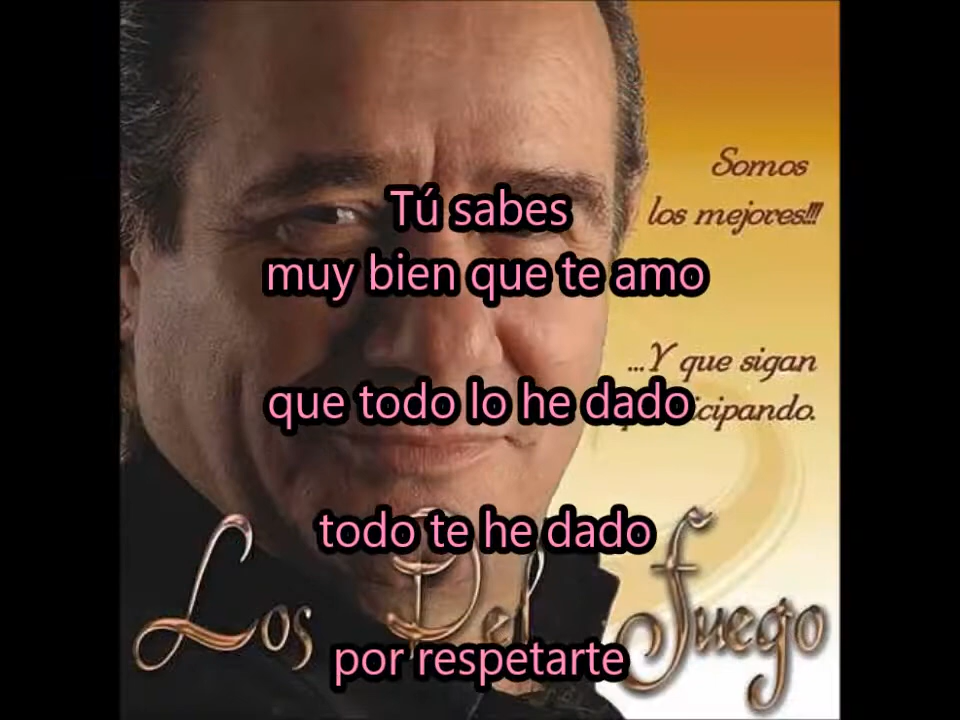 Somos
los mejores!!!
...Y que sigan
Tú sabes
muy bien que te amo
que todo lo he dado
todo te he dado
por respetarte
Los Del Fuego